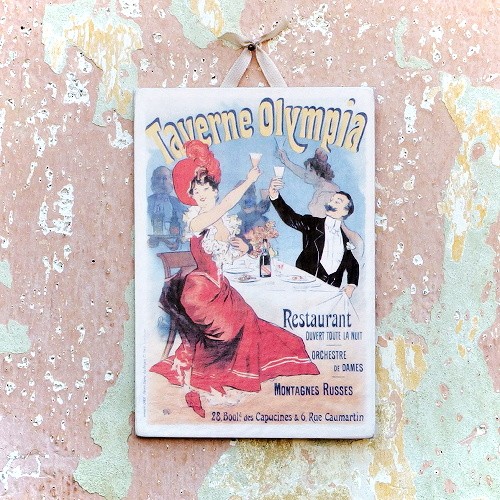 Taverne Olympia
Restaurant
OUVERT TOUTE LA NUIT
ORCHESTRE
DE DAMES
MONTAGNES RUSSES
28, Boulᵈ des Capucines & 6, Rue Caumartin